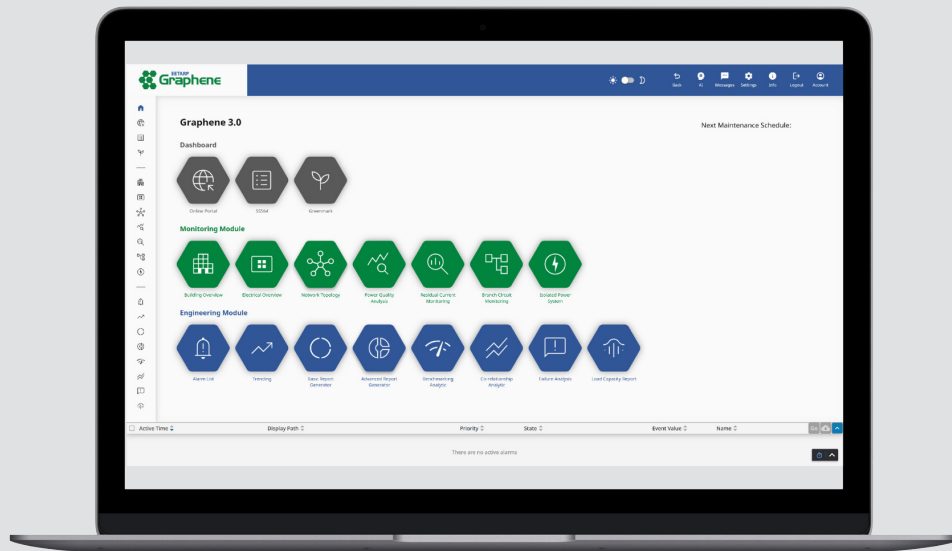 EETARP
Graphene
Back
AI
Messages
Settings
Info
Logout
Account
Graphene 3.0
Next Maintenance Schedule:
Dashboard
Online Portal
Greenmark
Monitoring Module
Building Overview
Electrical Overview
Network Topology
Power Quality
Analysis
Residual Current
Monitoring
Branch Circuit
Monitoring
Isolated Power
System
Engineering Module
Alarm List
Trending
Basic Report
Generator
Advanced Report
Generator
Benchmarking
Analytic
Co-relationship
Analytic
Failure Analysis
Load Capacity Report
Active Time
Display Path
Priority
State
Event Value
Name
Go
There are no active alarms